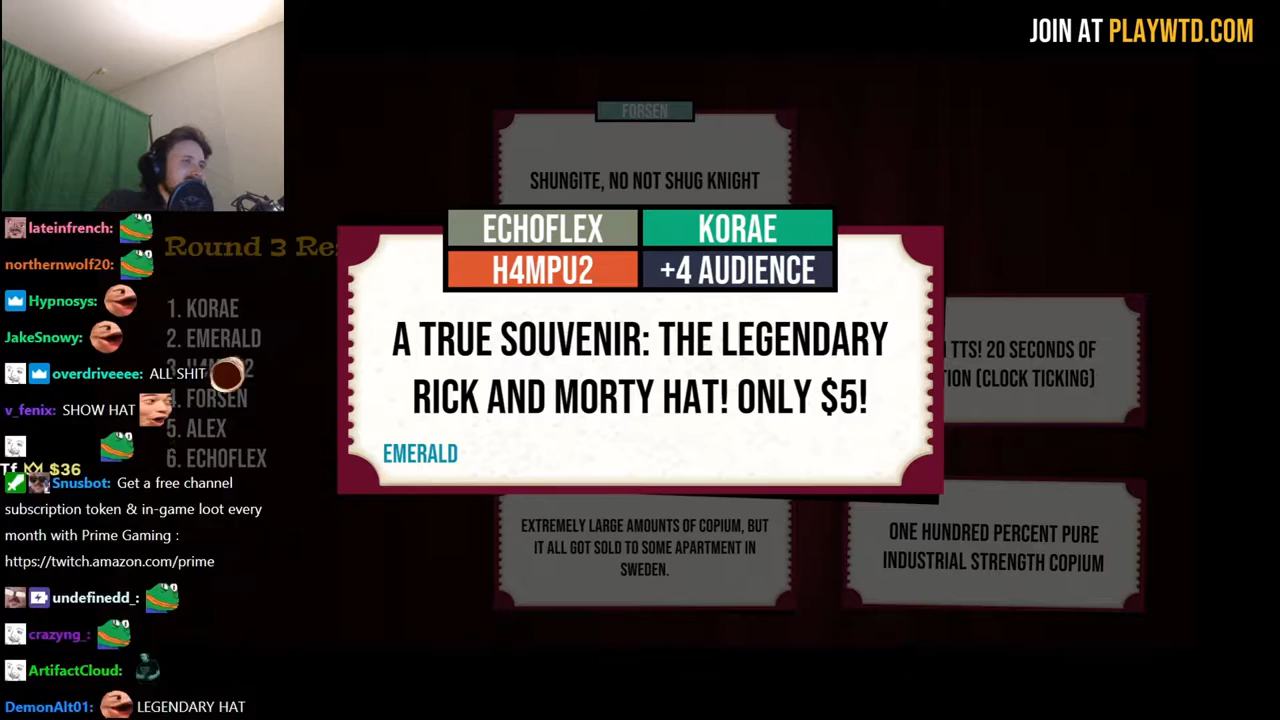 JOIN AT PLAYWTD.COM
FORSEN
SHUNGITE, NO NOT SHUG KNIGHT
ECHOFLEX
KORAE
H4MPU2
+4 AUDIENCE
A TRUE SOUVENIR: THE LEGENDARY
RICK AND MORTY HAT! ONLY $5!
EMERALD
TTS! 20 SECONDS OF
(CLOCK TICKING)
EXTREMELY LARGE AMOUNTS OF COPIUM, BUT
IT ALL GOT SOLD TO SOME APARTMENT IN
SWEDEN.
ONE HUNDRED PERCENT PURE
INDUSTRIAL STRENGTH COPIUM
Round 3
1. KORAE
2. EMERALD
4. FORSEN
5. ALEX
6. ECHOFLEX
lateinfrench:
northernwolf20:
Hypnosys:
JakeSnowy:
overdriveeee: ALL SHIT
v_fenix: SHOW HAT
$36
Snusbot: Get a free channel
subscription token & in-game loot every
month with Prime Gaming :
https://twitch.amazon.com/prime
undefinedd_:
crazyng_:
ArtifactCloud:
DemonAlt01: LEGENDARY HAT